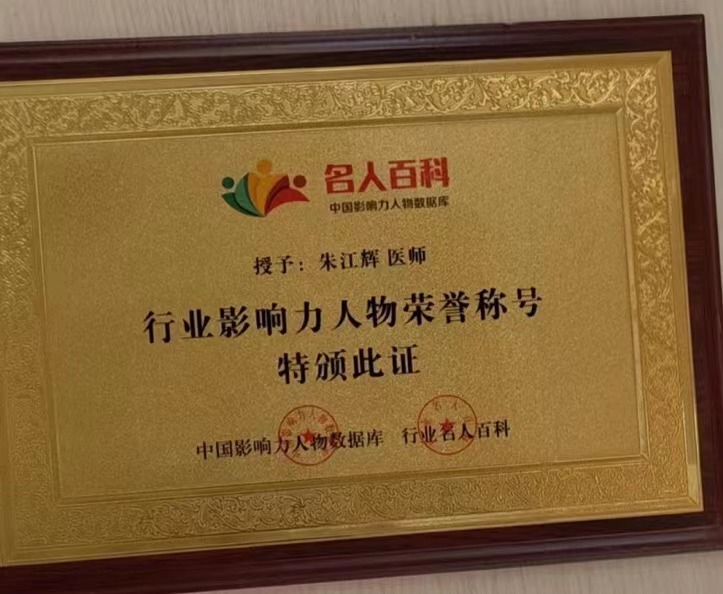 名人百科
中国影响力人物数据库
授予：朱江辉 医师
行业影响力人物荣誉称号
特颁此证
中国影响力人物数据库 行业名人百科